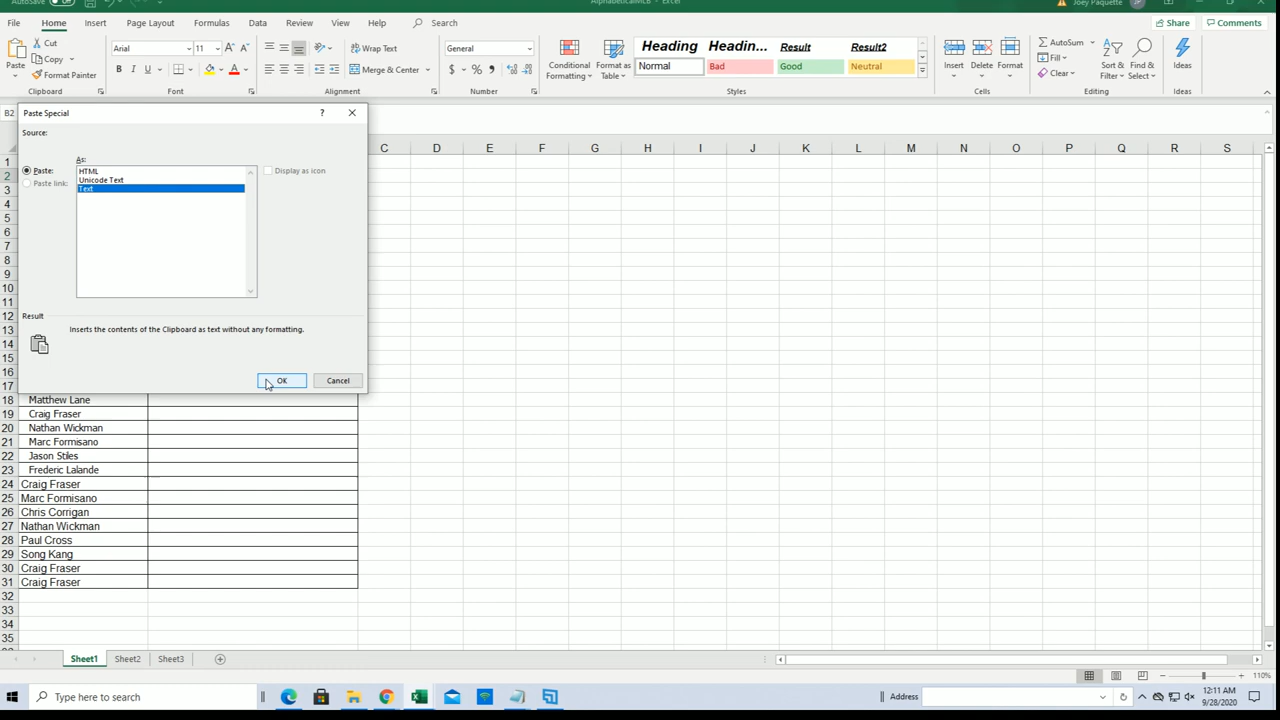 AutoSave Off AlphabeticalMLB - Excel Joey Paquette JP
File Home Insert Page Layout Formulas Data Review View Help Search Share Comments
Paste Cut Copy Format Painter Clipboard
Arial 11 A A B I U A Font
Wrap Text Merge & Center Alignment
General $ % , Number
Conditional Formatting Format as Table
Heading Headin... Result Result2
Normal Bad Good Neutral
Styles
Insert Delete Format Cells
AutoSum Fill Clear Sort & Filter Find & Select Editing
Ideas Ideas
B2
Paste Special ?
Source:
As:
Paste:
Paste link:
HTML
Unicode Text
Text
Display as icon
Result
Inserts the contents of the Clipboard as text without any formatting.
OK Cancel
C D E F G H I J K L M N O P Q R S
1
2
3
4
5
6
7
8
9
10
11
12
13
14
15
16
17
18 Matthew Lane
19 Craig Fraser
20 Nathan Wickman
21 Marc Formisano
22 Jason Stiles
23 Frederic Lalande
24 Craig Fraser
25 Marc Formisano
26 Chris Corrigan
27 Nathan Wickman
28 Paul Cross
29 Song Kang
30 Craig Fraser
31 Craig Fraser
32
33
34
35
Sheet1 Sheet2 Sheet3
110%
Type here to search
Address
12:11 AM
9/28/2020